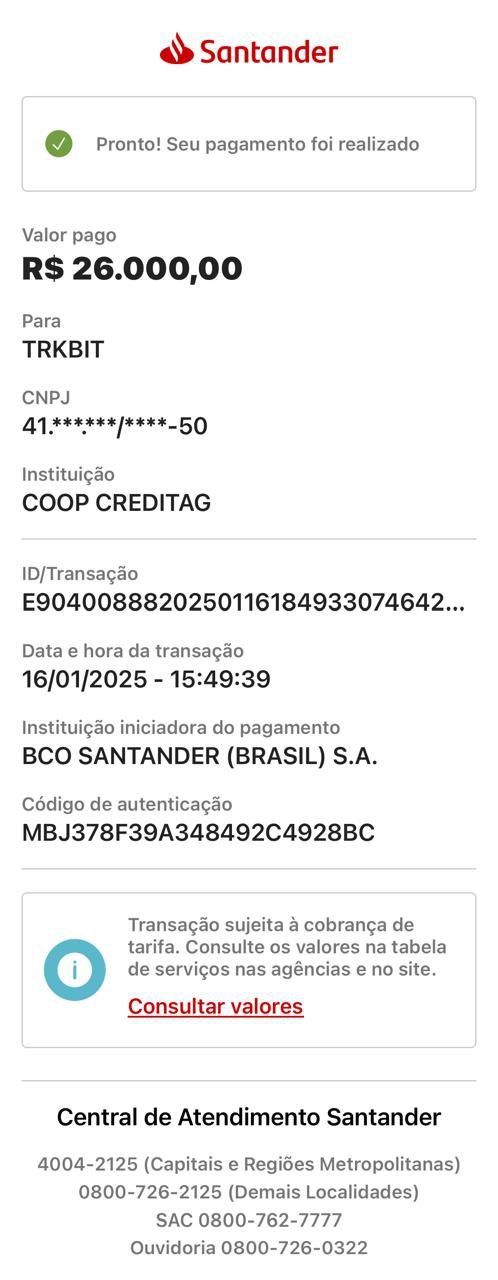 Santander
Pronto! Seu pagamento foi realizado
Valor pago
R$ 26.000,00
Para
TRKBIT
CNPJ
41.***.***/****-50
Instituição
COOP CREDITAG
ID/Transação
E9040088820250116184933074642...
Data e hora da transação
16/01/2025 - 15:49:39
Instituição iniciadora do pagamento
BCO SANTANDER (BRASIL) S.A.
Código de autenticação
MBJ378F39A348492C4928BC
Transação sujeita à cobrança de
tarifa. Consulte os valores na tabela
de serviços nas agências e no site.
Consultar valores
Central de Atendimento Santander
4004-2125 (Capitais e Regiões Metropolitanas)
0800-726-2125 (Demais Localidades)
SAC 0800-762-7777
Ouvidoria 0800-726-0322